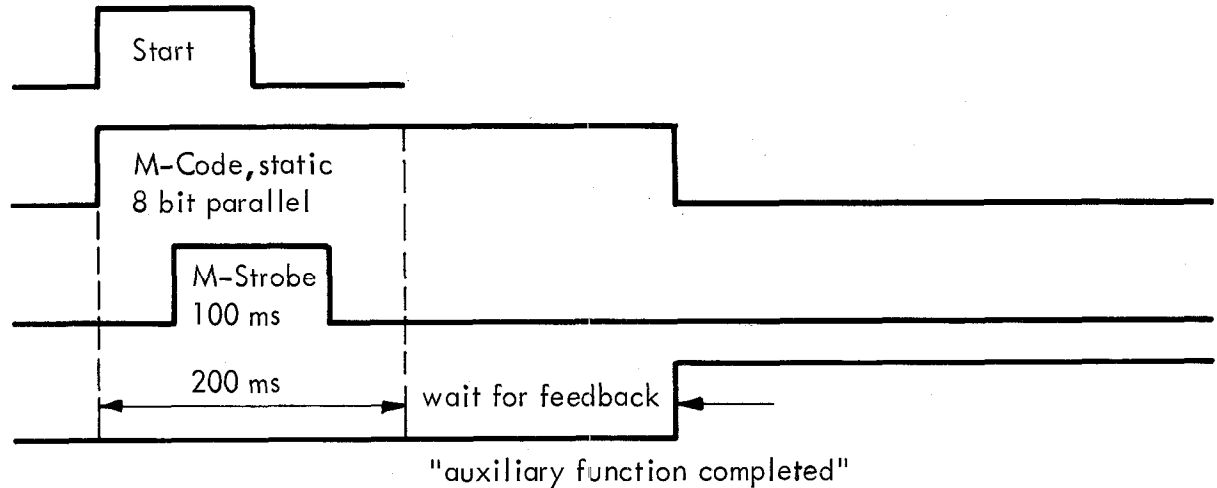 Start
M-Code, static
8 bit parallel
M-Strobe
100 ms
200 ms
wait for feedback
"auxiliary function completed"